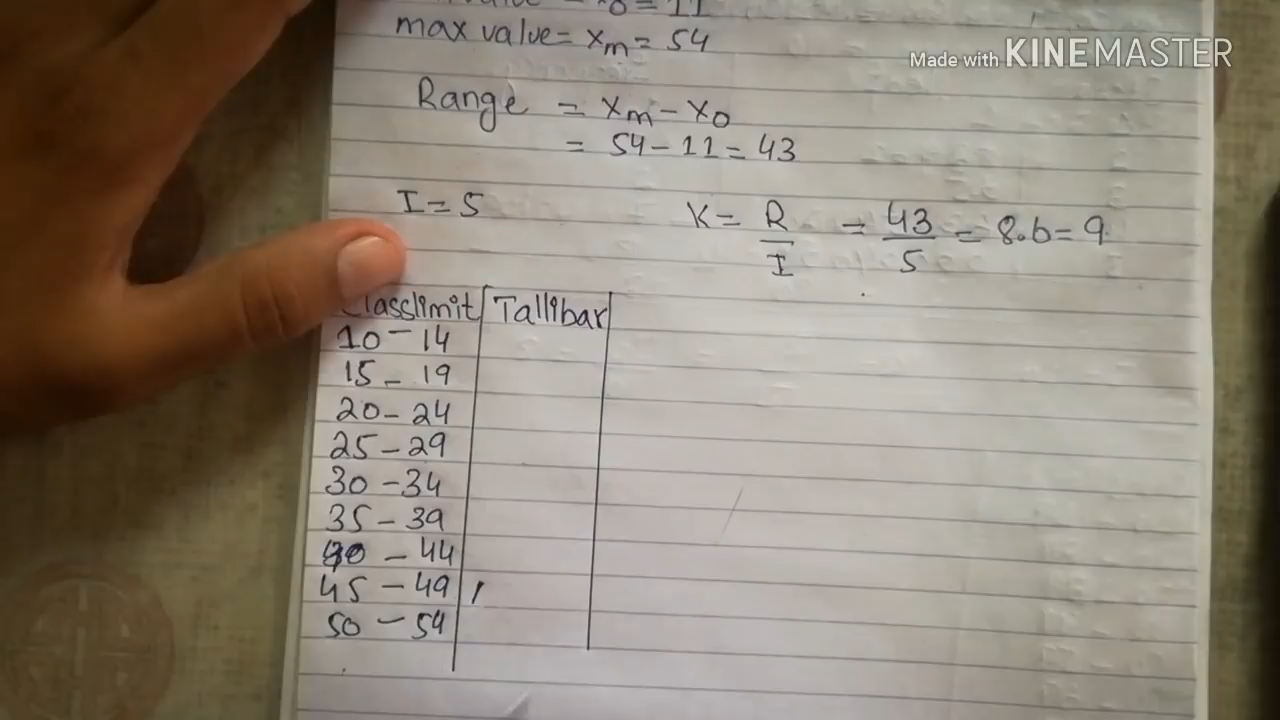 x0 = 11
max value = xm = 54
Made with KINEMASTER
Range = xm - x0
= 54 - 11 = 43
I = 5
K = R/I = 43/5 = 8.6 = 9
Classlimit Tallibar
10 - 14
15 - 19
20 - 24
25 - 29
30 - 34
35 - 39
40 - 44
45 - 49
50 - 54